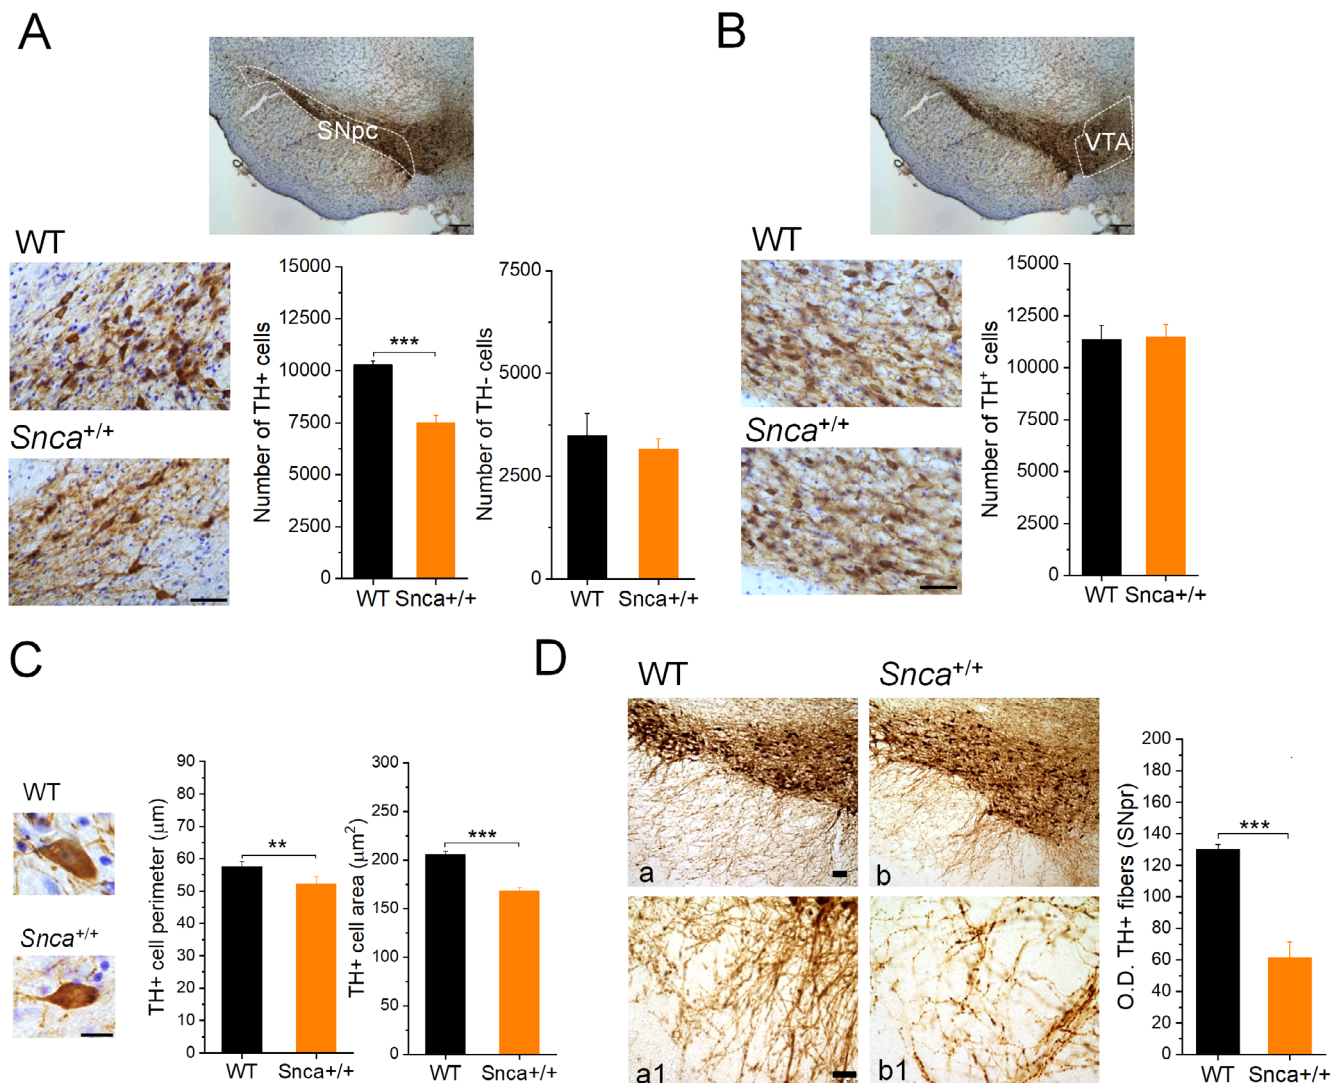 A
SNpc
WT
Snca+/+
Number of TH+ cells
15000
12500
10000
7500
5000
2500
0
***
WT Snca+/+
Number of TH- cells
7500
5000
2500
0
WT Snca+/+
B
VTA
WT
Snca+/+
Number of TH+ cells
15000
12500
10000
7500
5000
2500
0
WT Snca+/+
C
WT
Snca+/+
TH+ cell perimeter (μm)
90
80
70
60
50
40
30
20
10
0
**
WT Snca+/+
TH+ cell area (μm2)
300
250
200
150
100
50
0
***
WT Snca+/+
D
WT
Snca+/+
a
b
a1
b1
O.D. TH+ fibers (SNpr)
200
180
160
140
120
100
80
60
40
20
0
***
WT Snca+/+